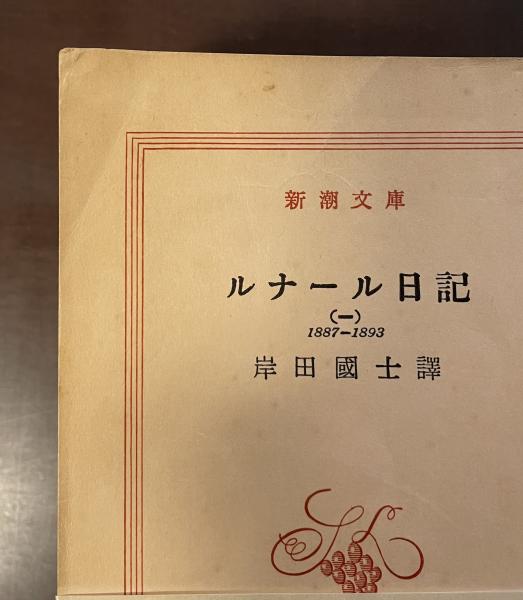 新潮文庫
ルナール日記
(一)
1887–1893
岸田國士譯